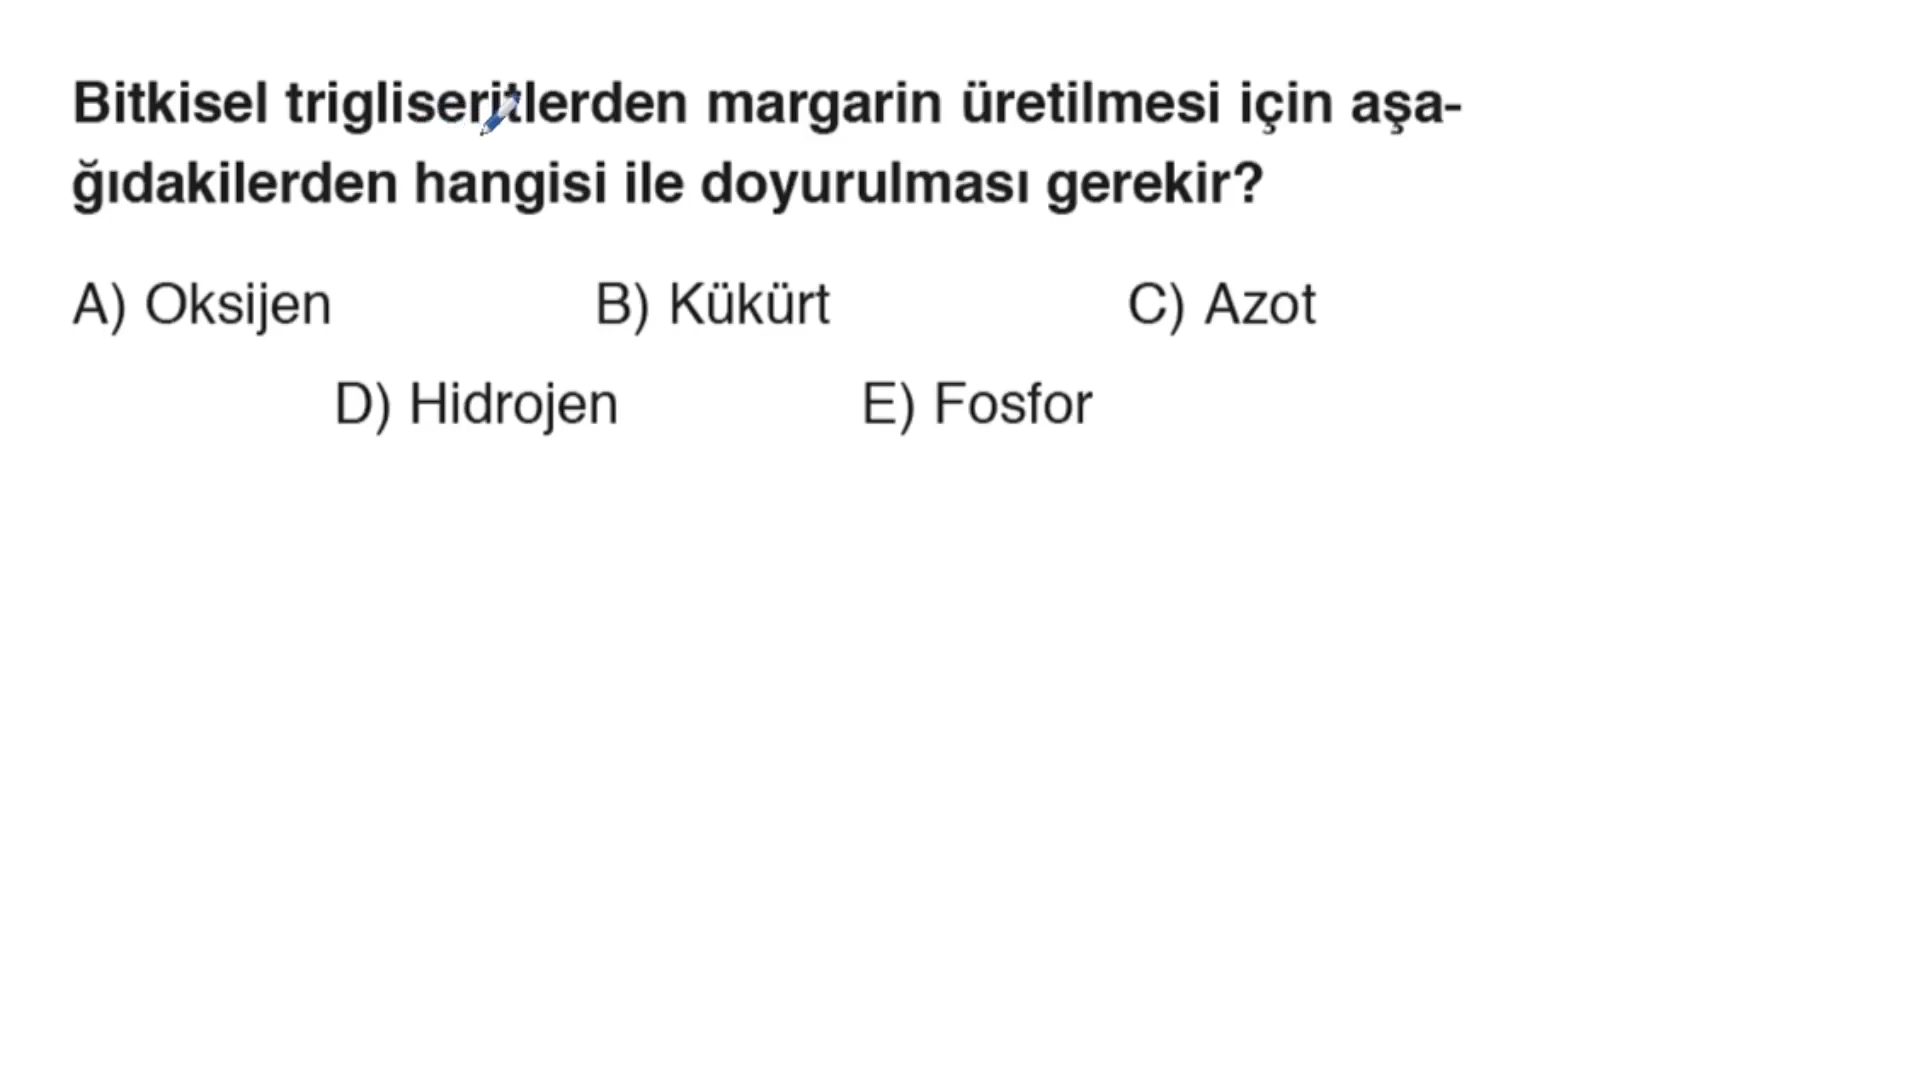 Bitkisel trigliseritlerden margarin üretilmesi için aşa-
ğıdakilerden hangisi ile doyurulması gerekir?
A) Oksijen B) Kükürt C) Azot
D) Hidrojen E) Fosfor